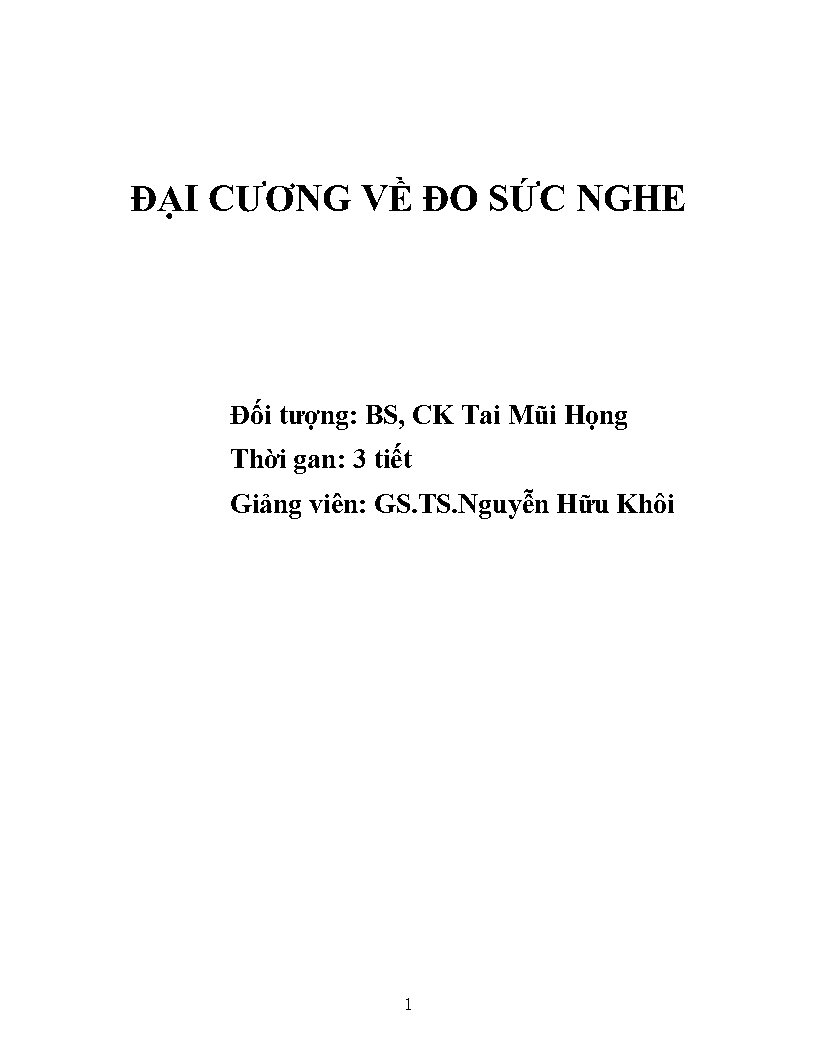 ĐẠI CƯƠNG VỀ ĐO SỨC NGHE
Đối tượng: BS, CK Tai Mũi Họng
Thời gan: 3 tiết
Giảng viên: GS.TS.Nguyễn Hữu Khôi
1